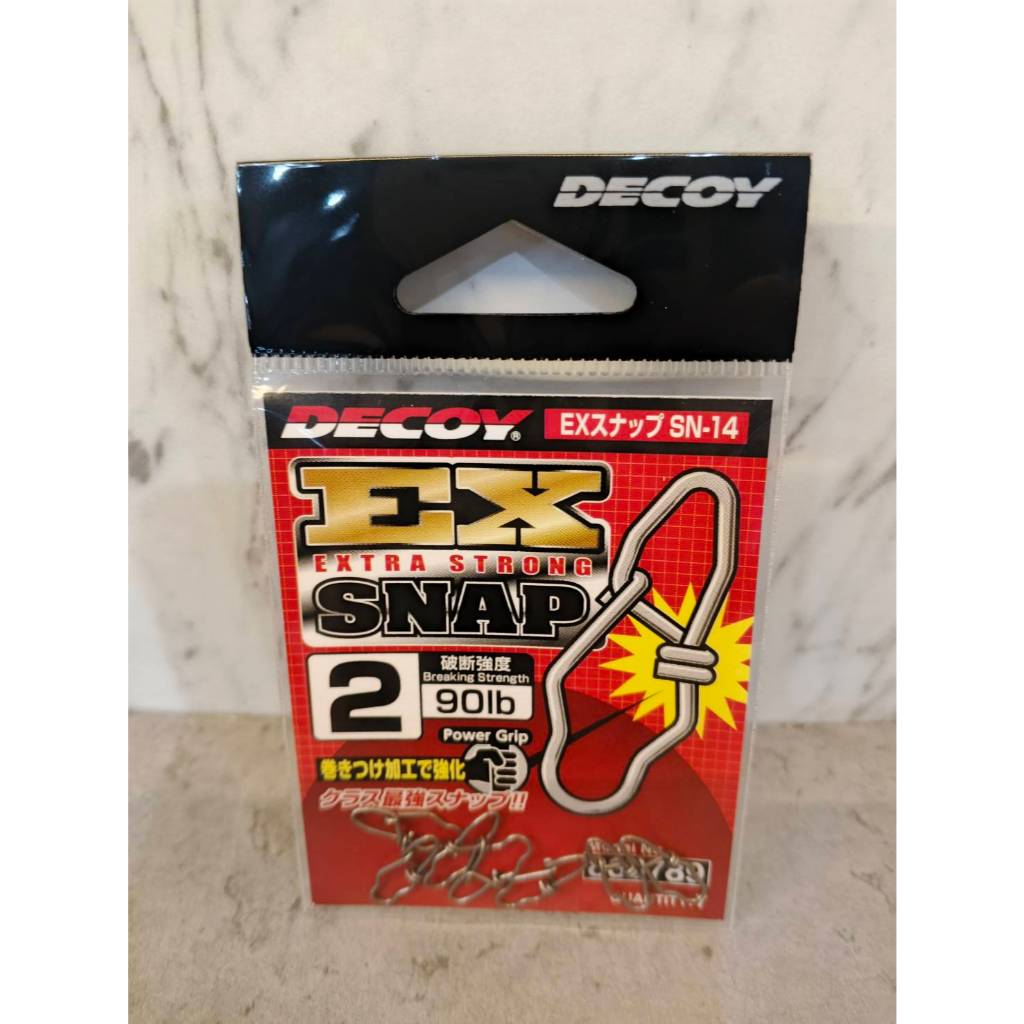 DECOY
DECOY®
EXスナップ SN-14
EX
EXTRA STRONG
SNAP
2
破断強度
Breaking Strength
90lb
Power Grip
巻きつけ加工で強化
クラス最強スナップ!!